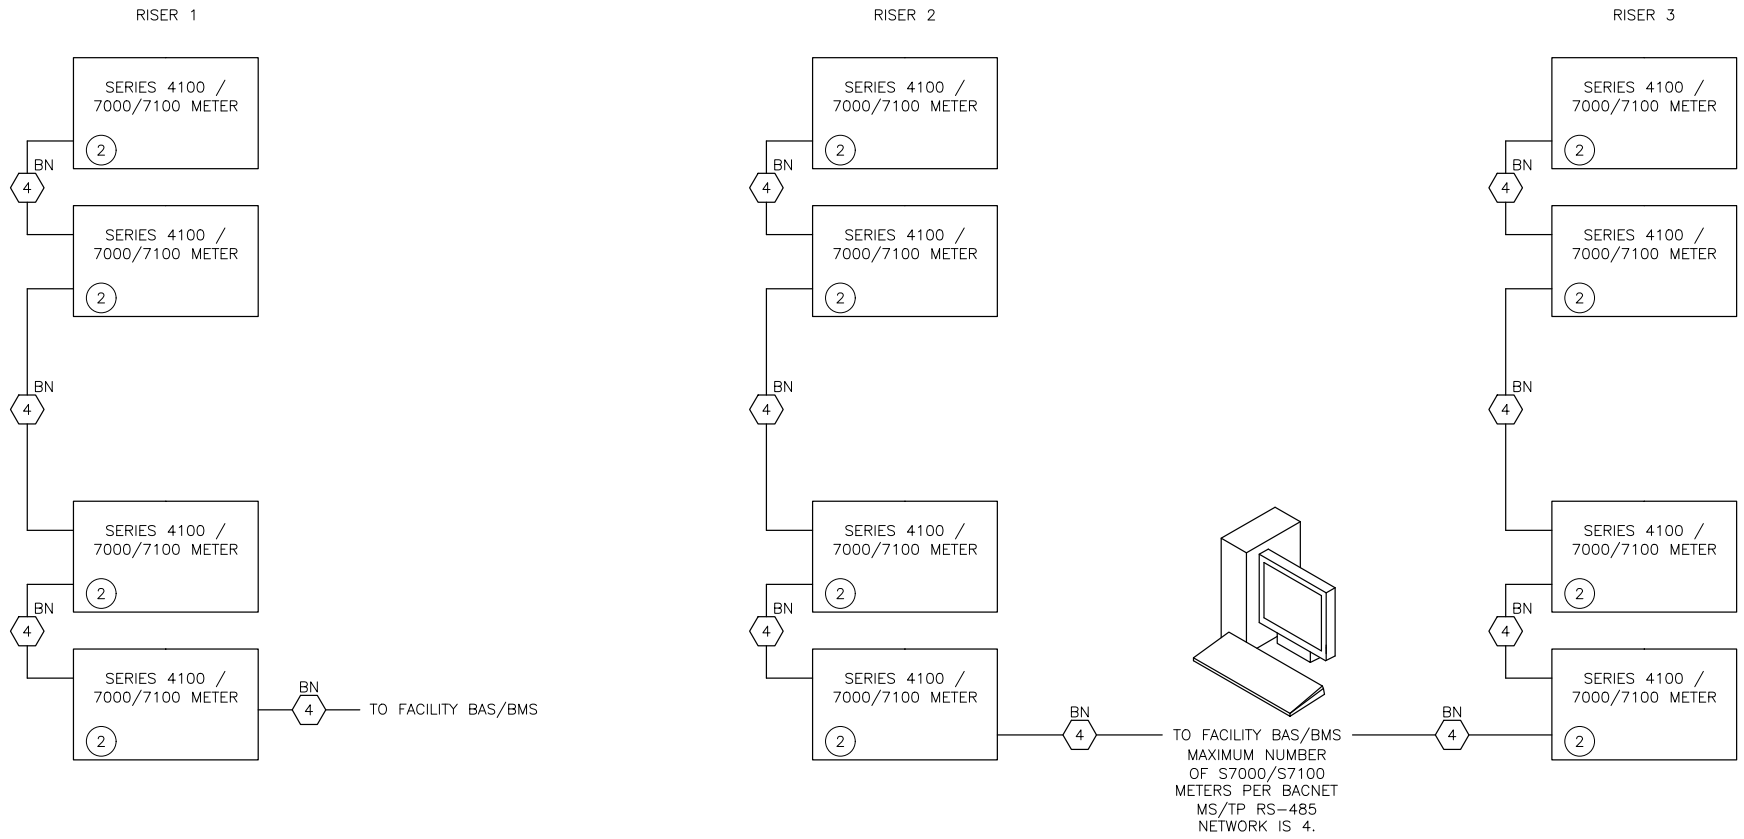 RISER 1
RISER 2
RISER 3
SERIES 4100 /
7000/7100 METER
2
SERIES 4100 /
7000/7100 METER
2
SERIES 4100 /
7000/7100 METER
2
BN
4
BN
4
BN
4
SERIES 4100 /
7000/7100 METER
2
SERIES 4100 /
7000/7100 METER
2
SERIES 4100 /
7000/7100 METER
2
BN
4
BN
4
BN
4
SERIES 4100 /
7000/7100 METER
2
SERIES 4100 /
7000/7100 METER
2
SERIES 4100 /
7000/7100 METER
2
BN
4
BN
4
BN
4
SERIES 4100 /
7000/7100 METER
2
BN
4
TO FACILITY BAS/BMS
SERIES 4100 /
7000/7100 METER
2
BN
4
TO FACILITY BAS/BMS
MAXIMUM NUMBER
OF S7000/S7100
METERS PER BACNET
MS/TP RS-485
NETWORK IS 4.
BN
4
SERIES 4100 /
7000/7100 METER
2